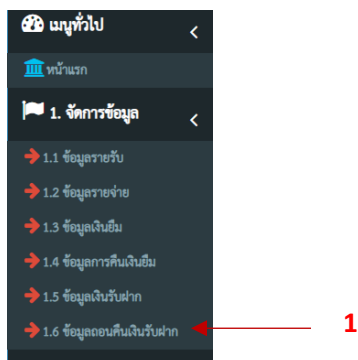 เมนูทั่วไป
หน้าแรก
1. จัดการข้อมูล
1.1 ข้อมูลรายรับ
1.2 ข้อมูลรายจ่าย
1.3 ข้อมูลเงินยืม
1.4 ข้อมูลการคืนเงินยืม
1.5 ข้อมูลเงินรับฝาก
1.6 ข้อมูลถอนคืนเงินรับฝาก 1